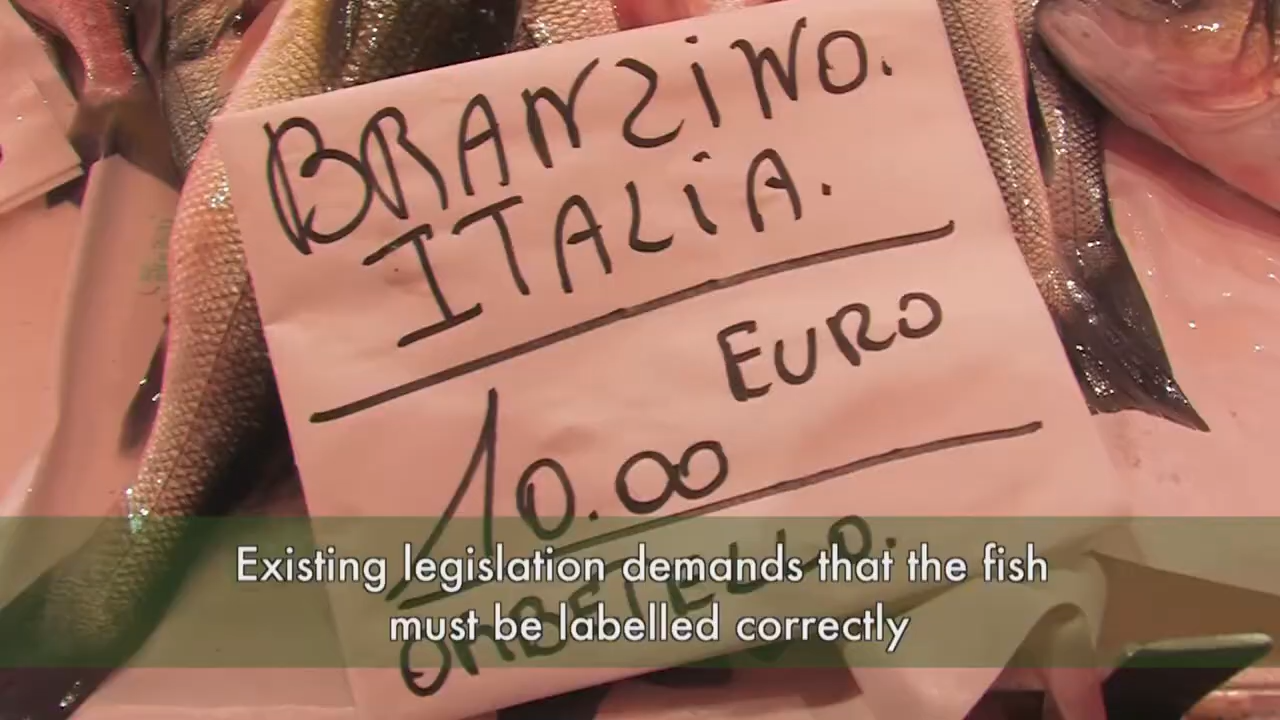 BRANZiNO.
ITALiA.
EURO
10.00
Existing legislation demands that the fish
must be labelled correctly